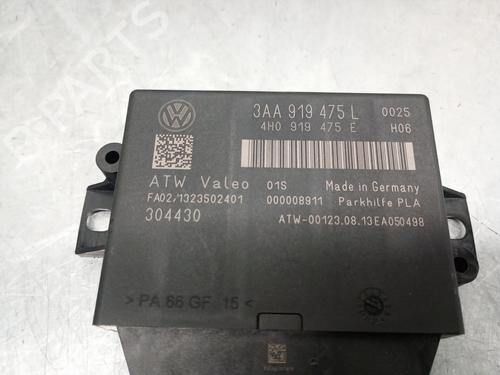 3AA 919 475 L 0025
4H0 919 475 E H06
ATW Valeo 01S Made in Germany
FA02/1323502401 000008911 Parkhilfe PLA
304430 ATW-00123.08.13EA050498
>PA 66 GF 15<